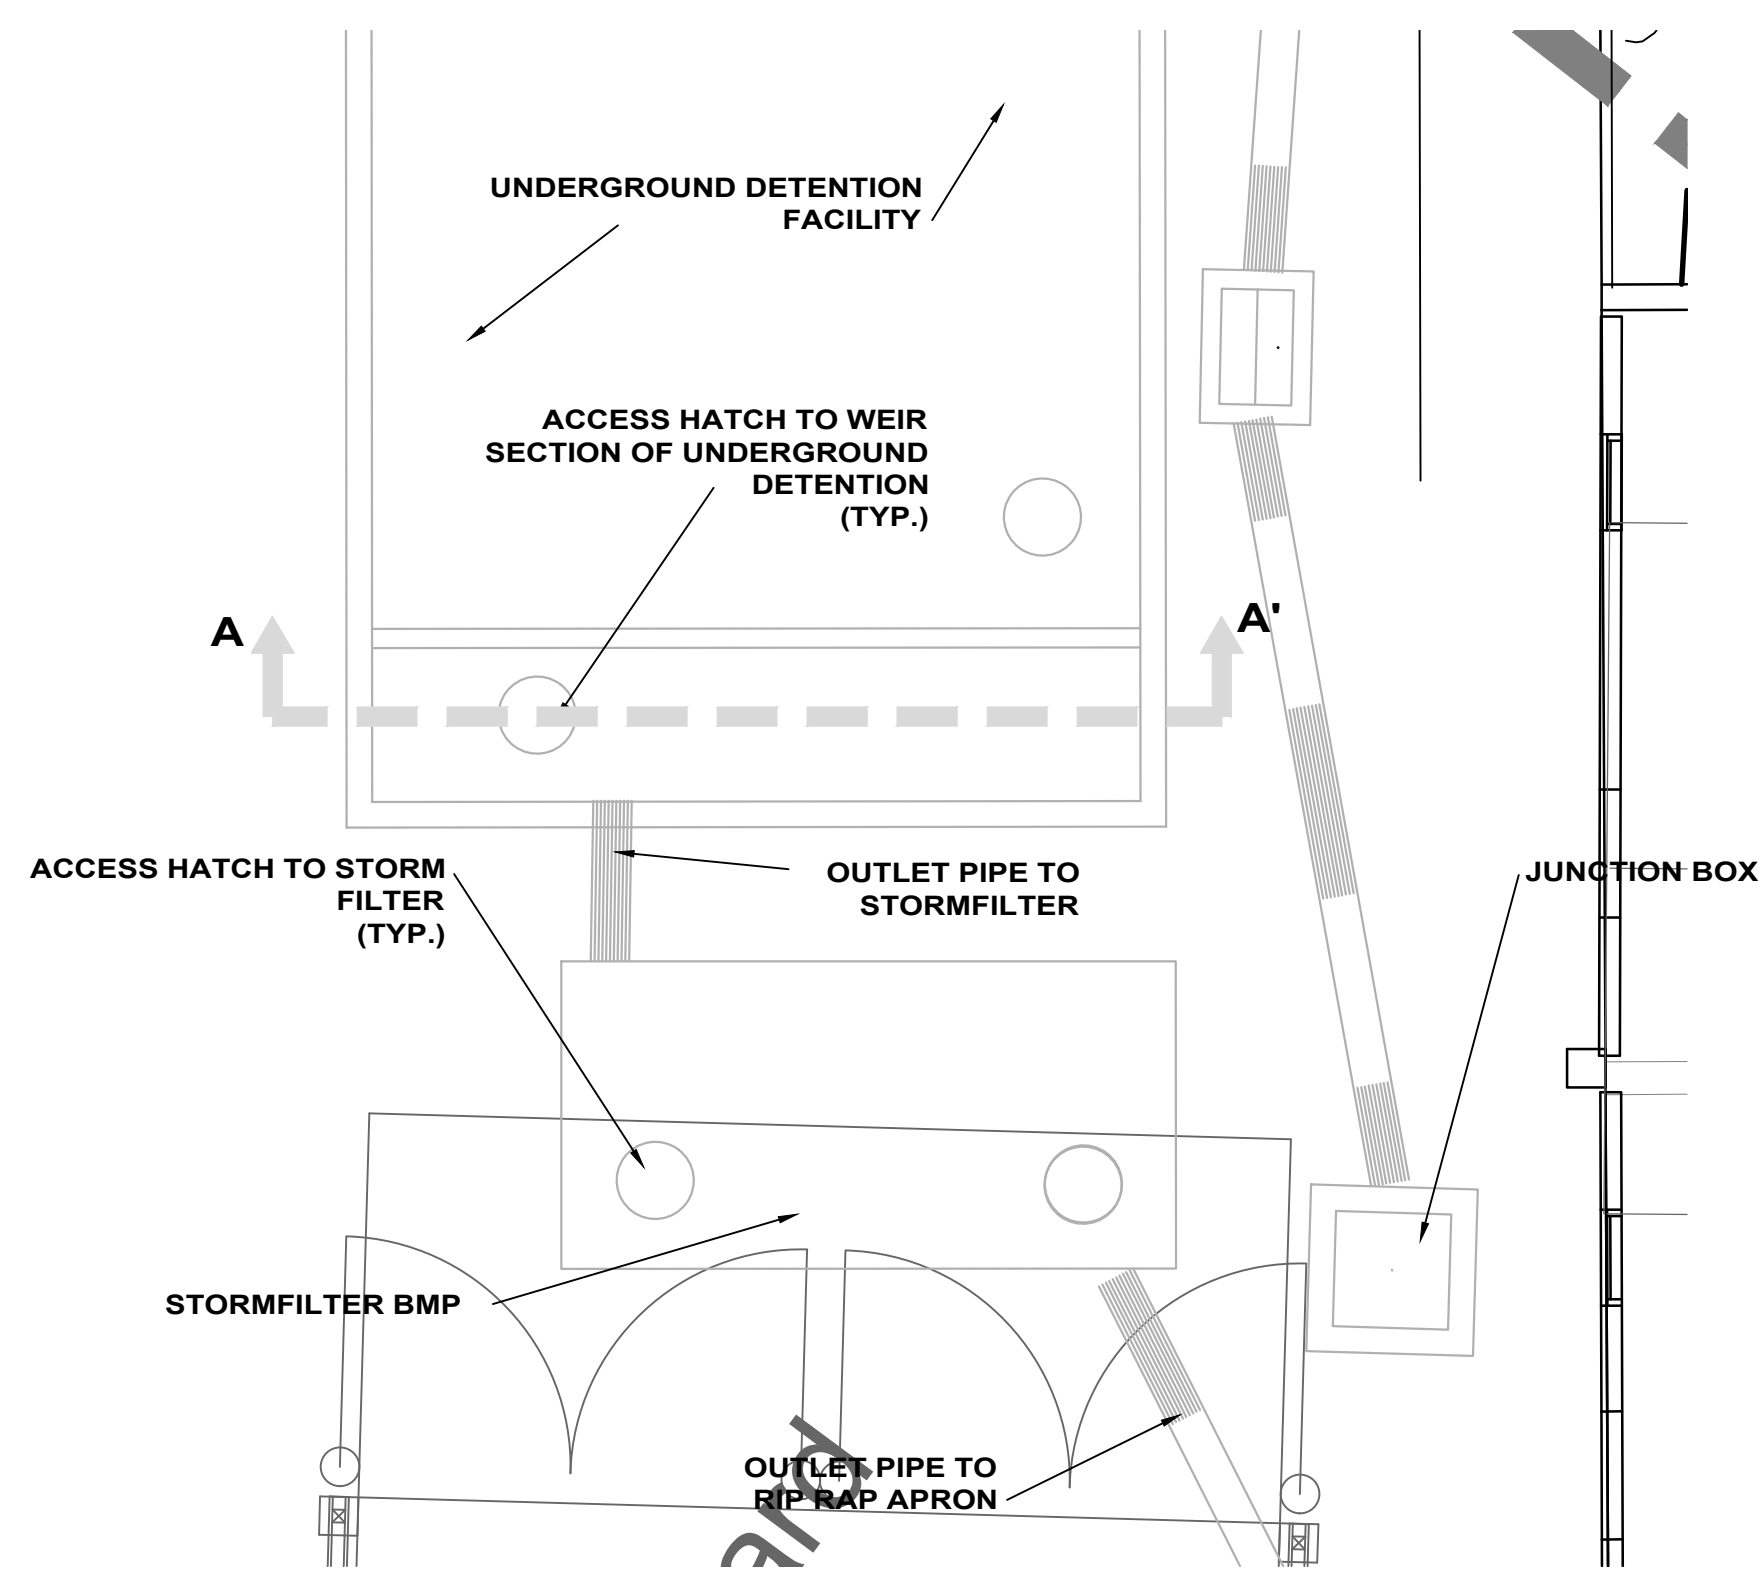 UNDERGROUND DETENTION
FACILITY
ACCESS HATCH TO WEIR
SECTION OF UNDERGROUND
DETENTION
(TYP.)
A
A'
ACCESS HATCH TO STORM
FILTER
(TYP.)
OUTLET PIPE TO
STORMFILTER
JUNCTION BOX
STORMFILTER BMP
OUTLET PIPE TO
RIP RAP APRON
ard